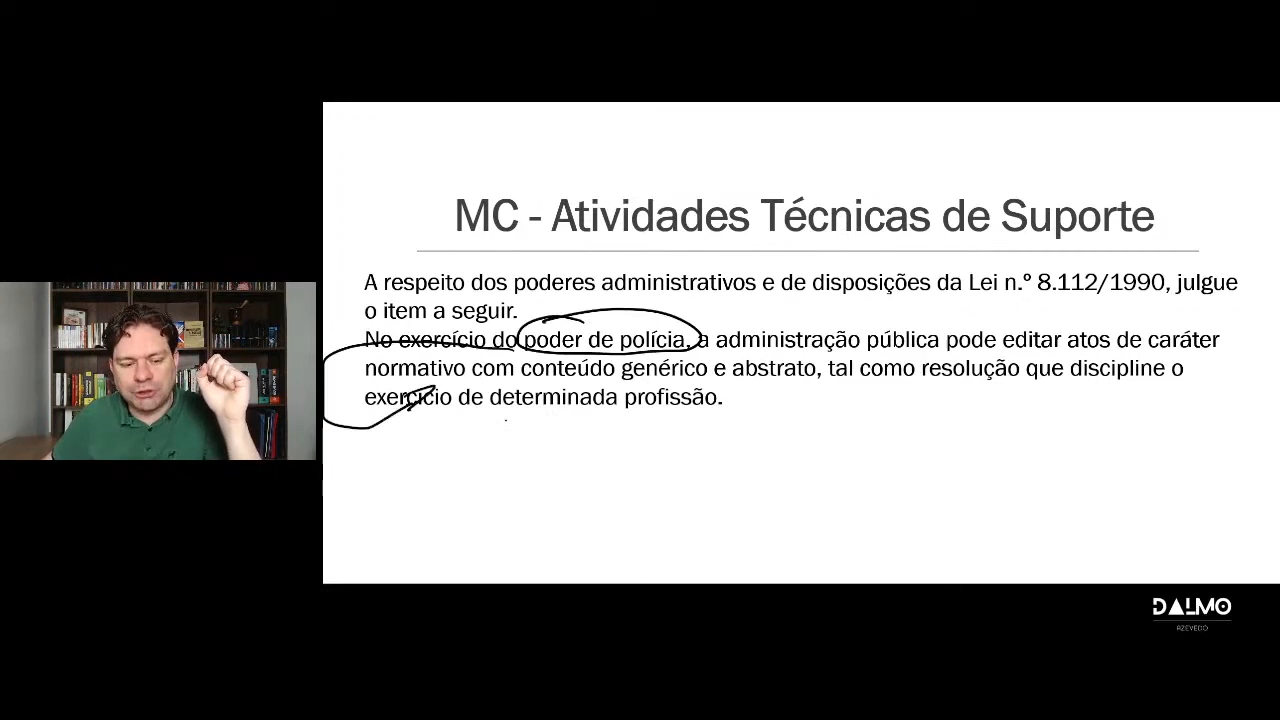 MC - Atividades Técnicas de Suporte
A respeito dos poderes administrativos e de disposições da Lei n.º 8.112/1990, julgue
o item a seguir.
No exercício do poder de polícia, a administração pública pode editar atos de caráter
normativo com conteúdo genérico e abstrato, tal como resolução que discipline o
exercício de determinada profissão.
DALMO
AZEVEDO